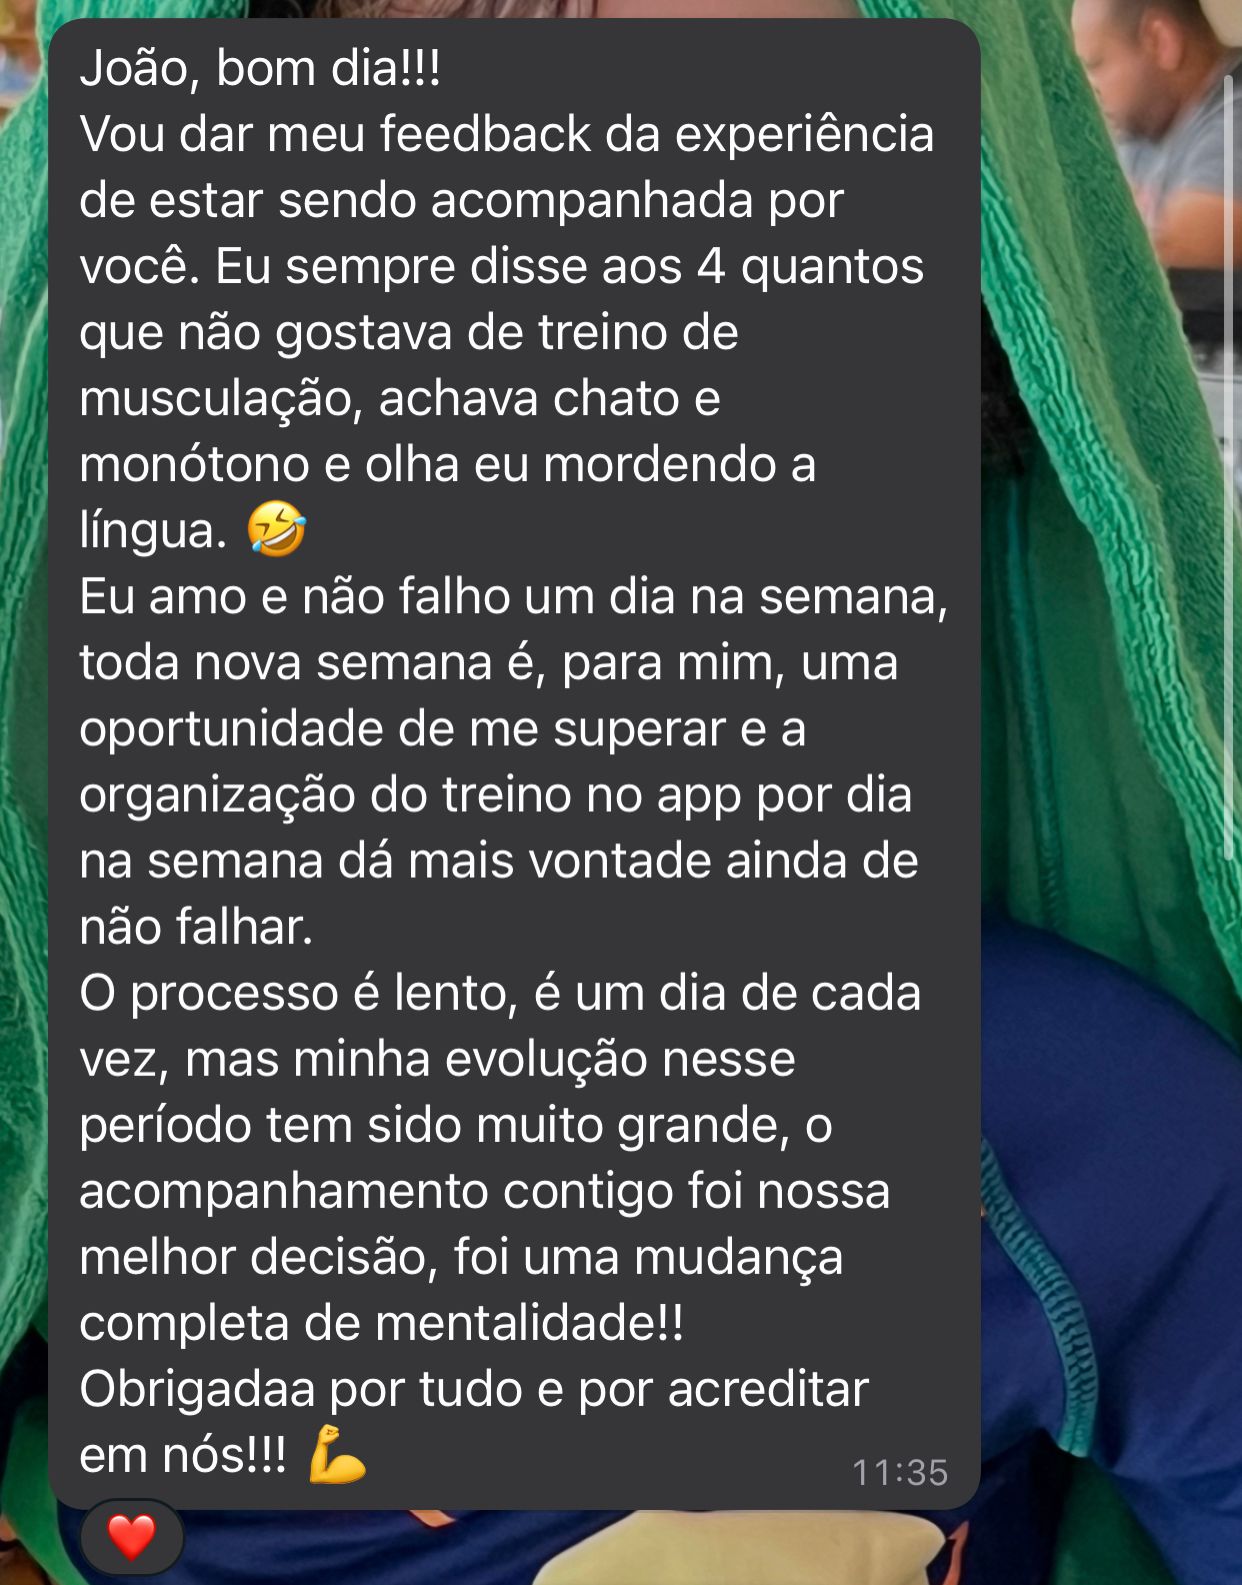 João, bom dia!!!
Vou dar meu feedback da experiência
de estar sendo acompanhada por
você. Eu sempre disse aos 4 quantos
que não gostava de treino de
musculação, achava chato e
monótono e olha eu mordendo a
língua. 🤣
Eu amo e não falho um dia na semana,
toda nova semana é, para mim, uma
oportunidade de me superar e a
organização do treino no app por dia
na semana dá mais vontade ainda de
não falhar.
O processo é lento, é um dia de cada
vez, mas minha evolução nesse
período tem sido muito grande, o
acompanhamento contigo foi nossa
melhor decisão, foi uma mudança
completa de mentalidade!!
Obrigadaa por tudo e por acreditar
em nós!!! 💪
11:35
❤️